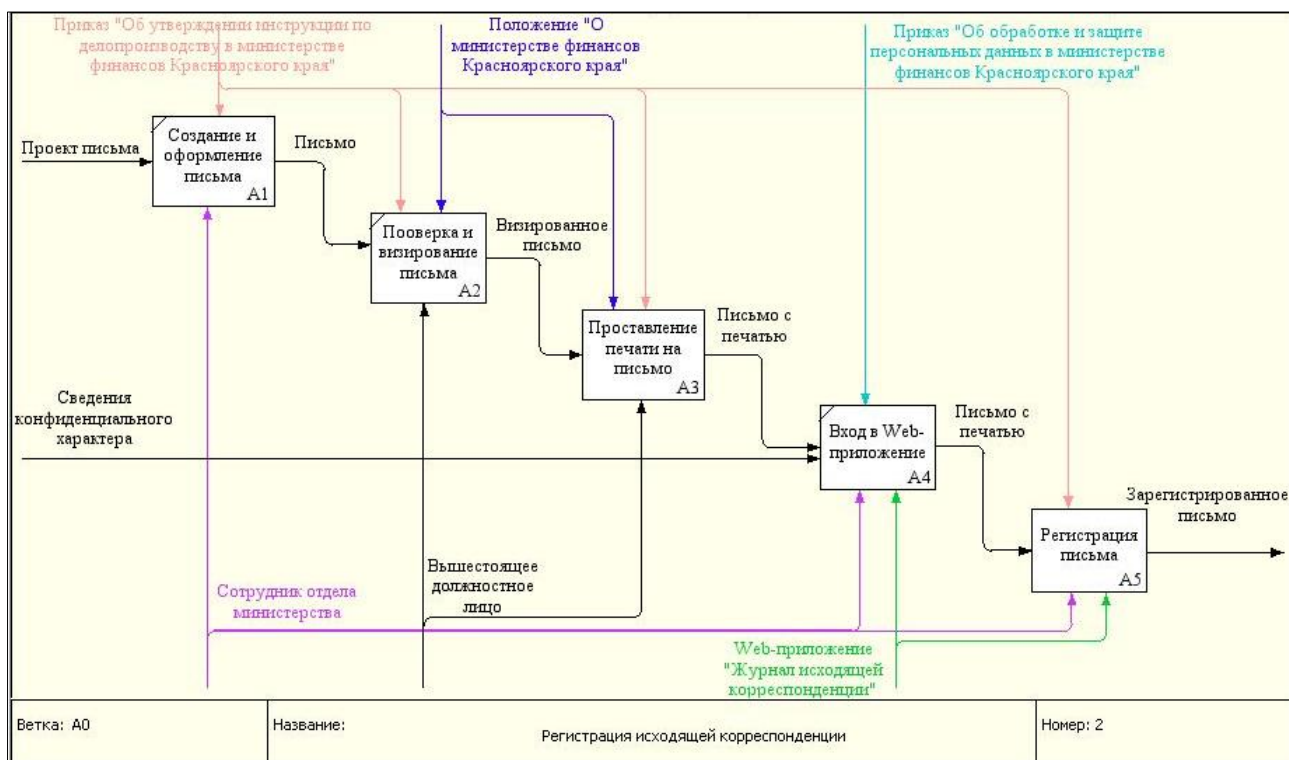 Приказ "Об утверждении инструкции по
делопроизводству в министерстве
финансов Красноярского края"
Положение "О
министерстве финансов
Красноярского края"
Приказ "Об обработке и защите
персональных данных в министерстве
финансов Красноярского края"
Проект письма
Создание и
оформление
письма
A1
Письмо
Пооверка и
визирование
письма
A2
Визированное
письмо
Проставление
печати на
письмо
A3
Письмо с
печатью
Сведения
конфиденциального
характера
Вход в Web-
приложение
A4
Письмо с
печатью
Регистрация
письма
A5
Зарегистрированное
письмо
Сотрудник отдела
министерства
Вышестоящее
должностное
лицо
Web-приложение
"Журнал исходящей
корреспонденции"
Ветка: A0
Название:
Регистрация исходящей корреспонденции
Номер: 2